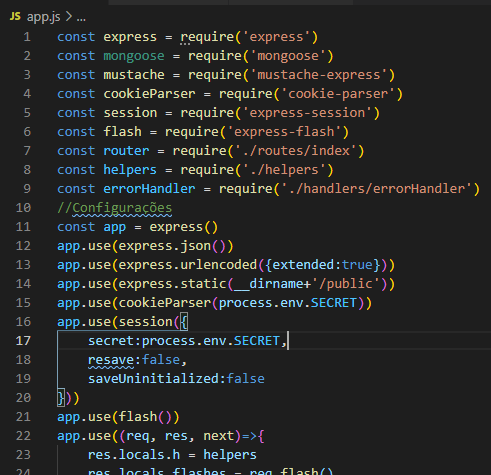 JS app.js > ...
1 const express = require('express')
2 const mongoose = require('mongoose')
3 const mustache = require('mustache-express')
4 const cookieParser = require('cookie-parser')
5 const session = require('express-session')
6 const flash = require('express-flash')
7 const router = require('./routes/index')
8 const helpers = require('./helpers')
9 const errorHandler = require('./handlers/errorHandler')
10 //Configurações
11 const app = express()
12 app.use(express.json())
13 app.use(express.urlencoded({extended:true}))
14 app.use(express.static(__dirname+'/public'))
15 app.use(cookieParser(process.env.SECRET))
16 app.use(session({
17 secret:process.env.SECRET,
18 resave:false,
19 saveUninitialized:false
20 }))
21 app.use(flash())
22 app.use((req, res, next)=>{
23 res.locals.h = helpers
24 res.locals.flashes = req.flash()